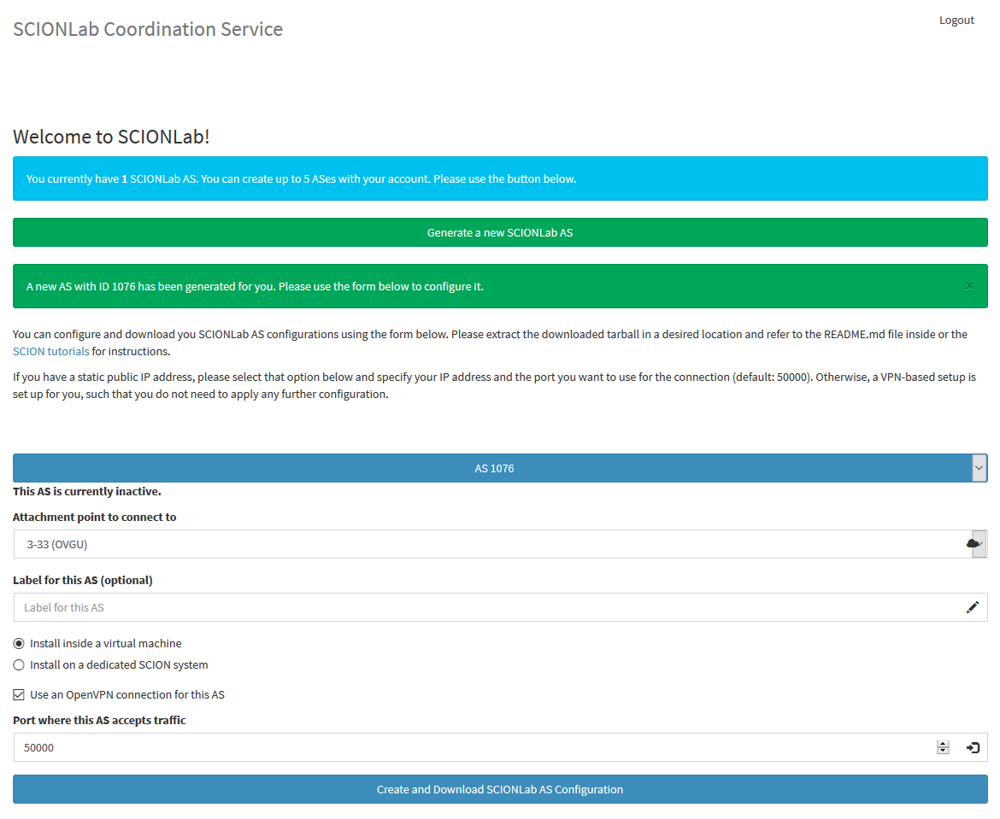 SCIONLab Coordination Service
Logout
Welcome to SCIONLab!
You currently have 1 SCIONLab AS. You can create up to 5 ASes with your account. Please use the button below.
Generate a new SCIONLab AS
A new AS with ID 1076 has been generated for you. Please use the form below to configure it.
×
You can configure and download you SCIONLab AS configurations using the form below. Please extract the downloaded tarball in a desired location and refer to the README.md file inside or the
SCION tutorials for instructions.
If you have a static public IP address, please select that option below and specify your IP address and the port you want to use for the connection (default: 50000). Otherwise, a VPN-based setup is
set up for you, such that you do not need to apply any further configuration.
AS 1076
This AS is currently inactive.
Attachment point to connect to
3-33 (OVGU)
Label for this AS (optional)
Label for this AS
Install inside a virtual machine
Install on a dedicated SCION system
Use an OpenVPN connection for this AS
Port where this AS accepts traffic
50000
Create and Download SCIONLab AS Configuration